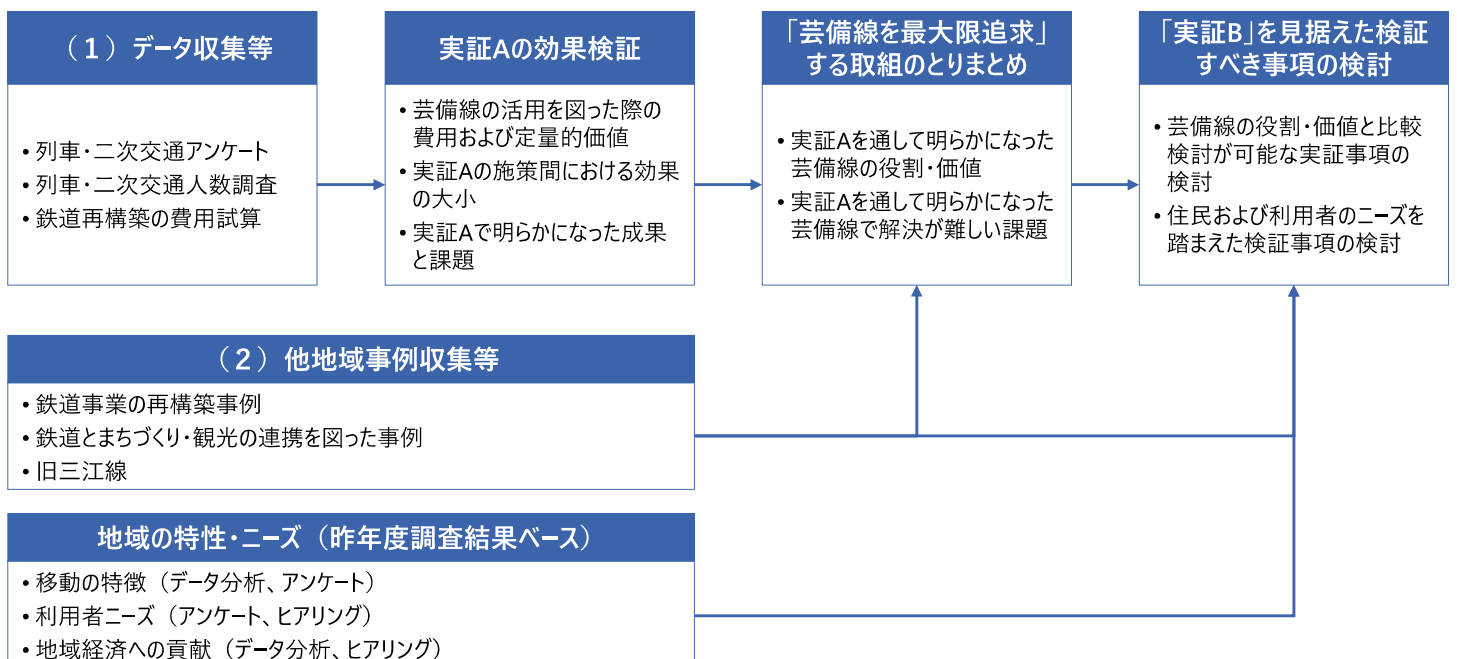 （１）データ収集等
・列車・二次交通アンケート
・列車・二次交通人数調査
・鉄道再構築の費用試算
実証Aの効果検証
・芸備線の活用を図った際の
費用および定量的価値
・実証Aの施策間における効果
の大小
・実証Aで明らかになった成果
と課題
「芸備線を最大限追求」
する取組のとりまとめ
・実証Aを通して明らかになった
芸備線の役割・価値
・実証Aを通して明らかになった
芸備線で解決が難しい課題
「実証B」を見据えた検証
すべき事項の検討
・芸備線の役割・価値と比較
検討が可能な実証事項の
検討
・住民および利用者のニーズを
踏まえた検証事項の検討
（２）他地域事例収集等
・鉄道事業の再構築事例
・鉄道とまちづくり・観光の連携を図った事例
・旧三江線
地域の特性・ニーズ（昨年度調査結果ベース）
・移動の特徴（データ分析、アンケート）
・利用者ニーズ（アンケート、ヒアリング）
・地域経済への貢献（データ分析、ヒアリング）